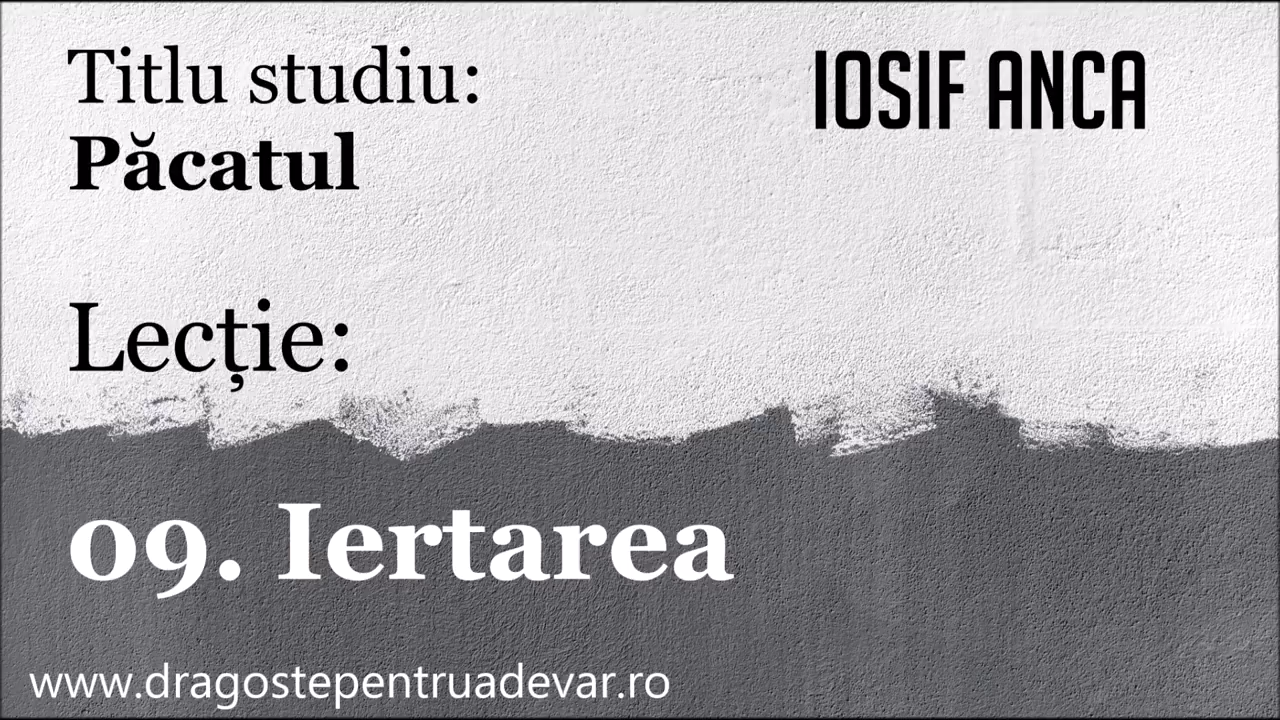 Titlu studiu:
Păcatul
IOSIF ANCA
Lecție:
09. Iertarea
www.dragostepentruadevar.ro